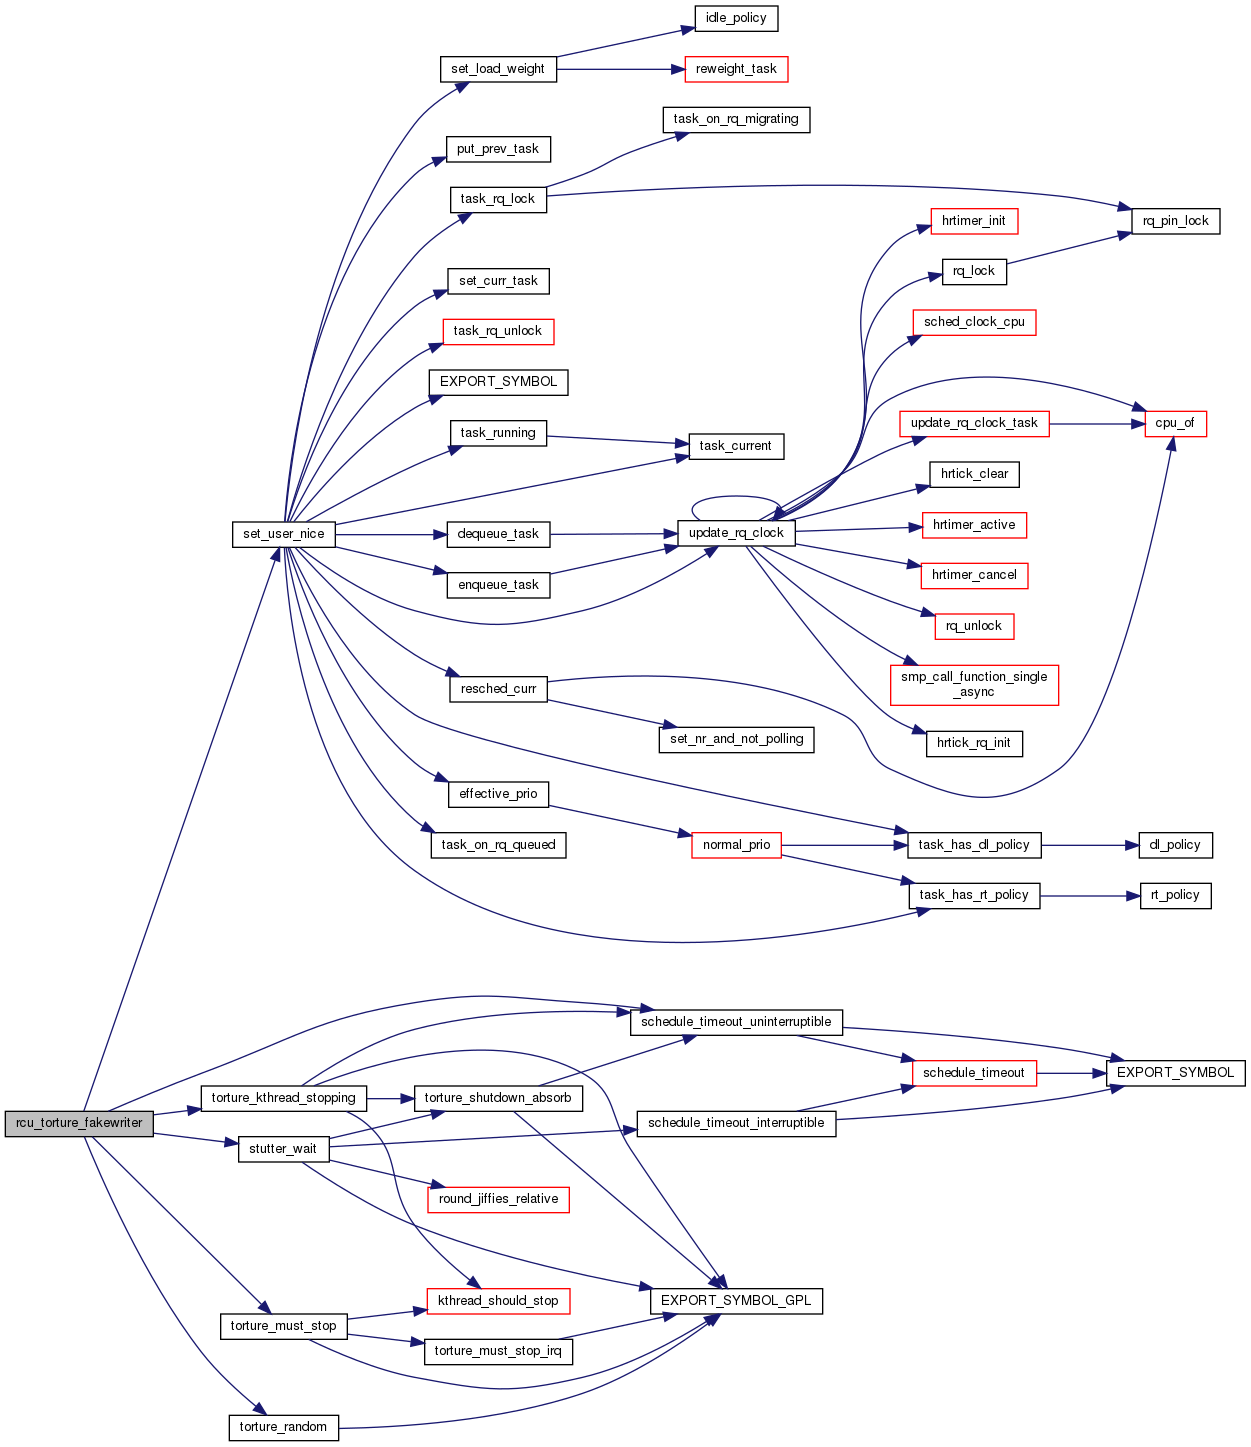 idle_policy
set_load_weight
reweight_task
task_on_rq_migrating
put_prev_task
task_rq_lock
hrtimer_init
rq_pin_lock
rq_lock
set_curr_task
sched_clock_cpu
task_rq_unlock
EXPORT_SYMBOL
update_rq_clock_task
cpu_of
task_running
task_current
hrtick_clear
hrtimer_active
set_user_nice
dequeue_task
update_rq_clock
hrtimer_cancel
enqueue_task
rq_unlock
smp_call_function_single
_async
resched_curr
set_nr_and_not_polling
hrtick_rq_init
effective_prio
task_on_rq_queued
normal_prio
task_has_dl_policy
dl_policy
task_has_rt_policy
rt_policy
schedule_timeout_uninterruptible
schedule_timeout
EXPORT_SYMBOL
torture_kthread_stopping
torture_shutdown_absorb
rcu_torture_fakewriter
schedule_timeout_interruptible
stutter_wait
round_jiffies_relative
kthread_should_stop
EXPORT_SYMBOL_GPL
torture_must_stop
torture_must_stop_irq
torture_random